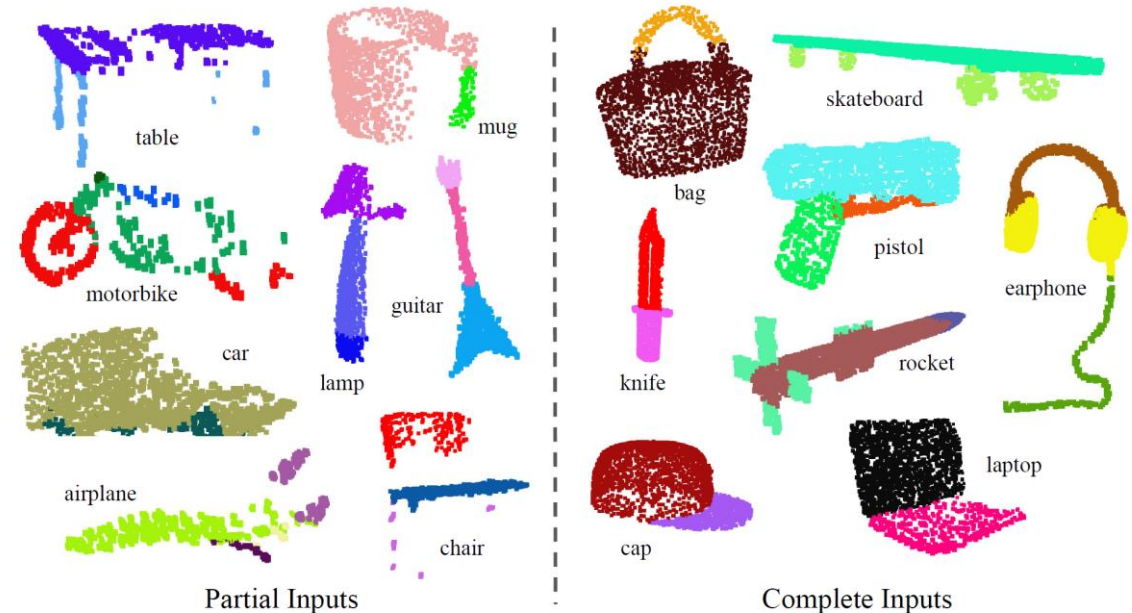 table
mug
motorbike
guitar
car
lamp
airplane
chair
Partial Inputs
skateboard
bag
pistol
earphone
knife
rocket
cap
laptop
Complete Inputs